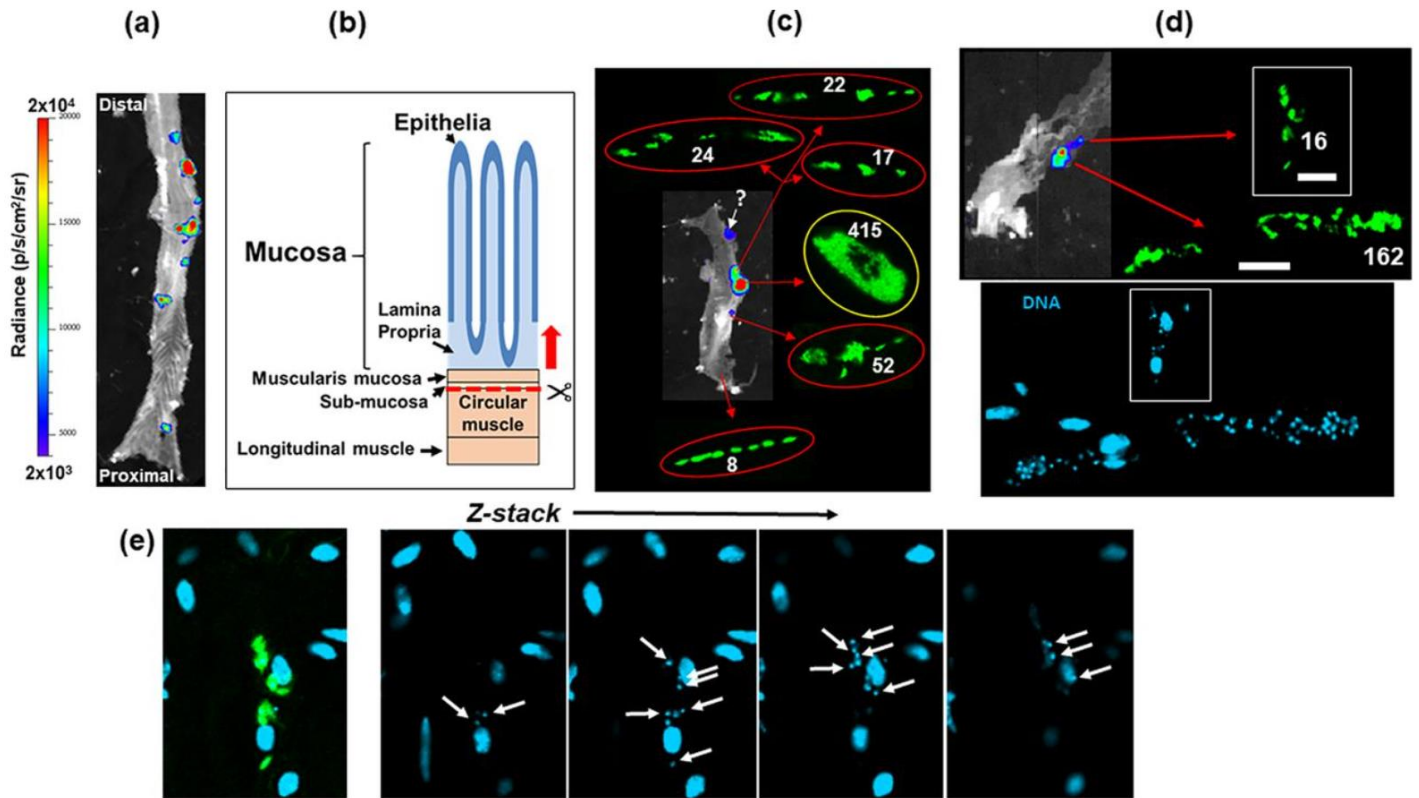 (a)
(b)
(c)
(d)
2x10⁴
20000
15000
10000
5000
2x10³
Radiance (p/s/cm²/sr)
Distal
Proximal
Epithelia
Mucosa
Lamina
Propria
Muscularis mucosa
Sub-mucosa
Circular
muscle
Longitudinal muscle
22
24
17
?
415
52
8
16
162
DNA
Z-stack
(e)